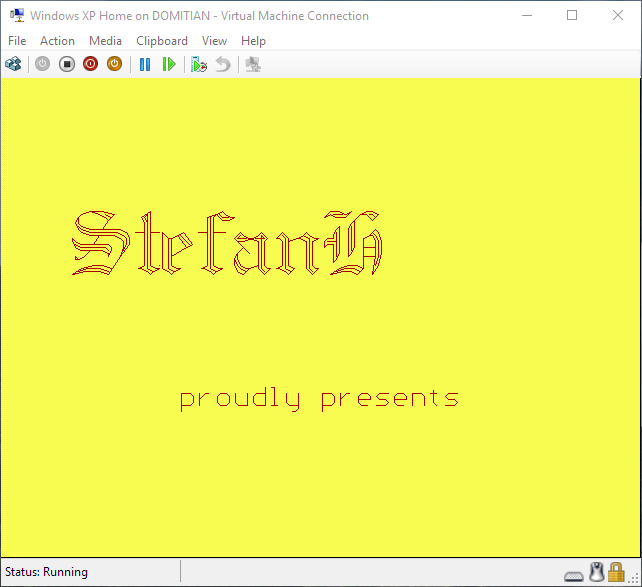 Windows XP Home on DOMITIAN - Virtual Machine Connection
File Action Media Clipboard View Help
StefanH
proudly presents
Status: Running